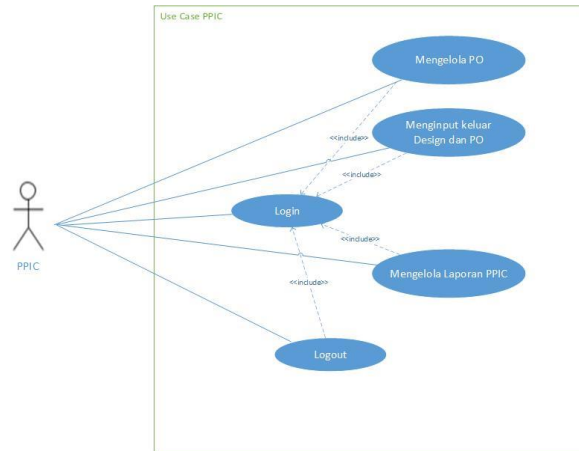 Use Case PPIC
Mengelola PO
<<include>>
Menginput keluar
Design dan PO
<<include>>
Login
PPIC
<<include>>
Mengelola Laporan PPIC
<<include>>
Logout